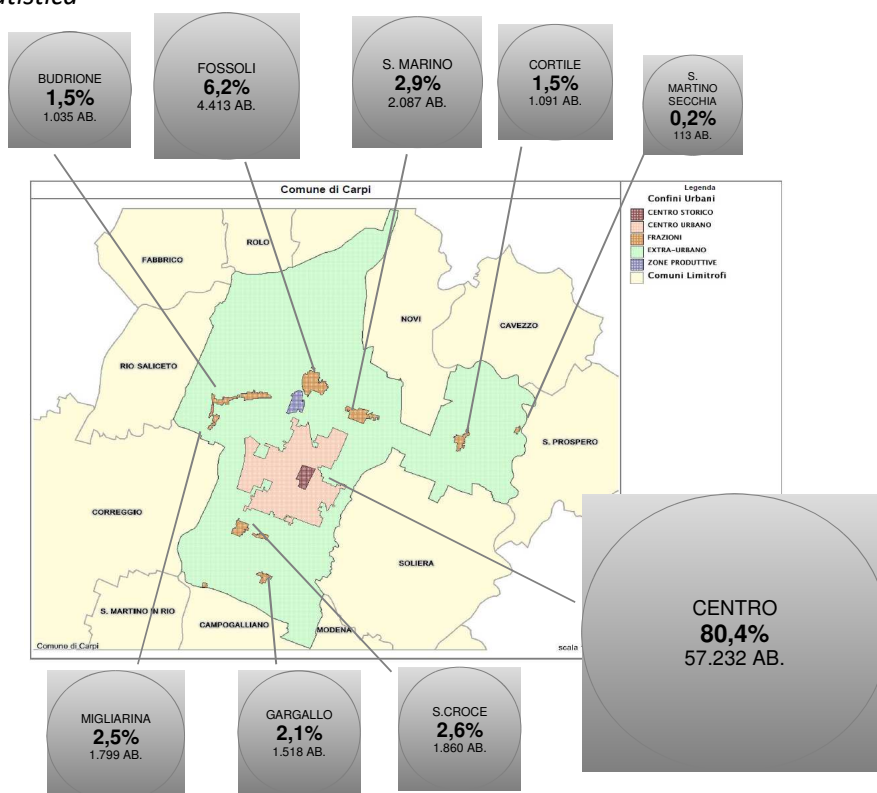 BUDRIONE
1,5%
1.035 AB.
FOSSOLI
6,2%
4.413 AB.
S. MARINO
2,9%
2.087 AB.
CORTILE
1,5%
1.091 AB.
S.
MARTINO
SECCHIA
0,2%
113 AB.
Comune di Carpi
Legenda
Confini Urbani
CENTRO STORICO
CENTRO URBANO
FRAZIONI
EXTRA-URBANO
ZONE PRODUTTIVE
Comuni Limitrofi
ROLO
FABBRICO
NOVI
CAVEZZO
RIO SALICETO
S. PROSPERO
CORREGGIO
SOLIERA
S. MARTINO IN RIO
CAMPOGALLIANO
MODENA
Comune di Carpi
scala
CENTRO
80,4%
57.232 AB.
MIGLIARINA
2,5%
1.799 AB.
GARGALLO
2,1%
1.518 AB.
S.CROCE
2,6%
1.860 AB.